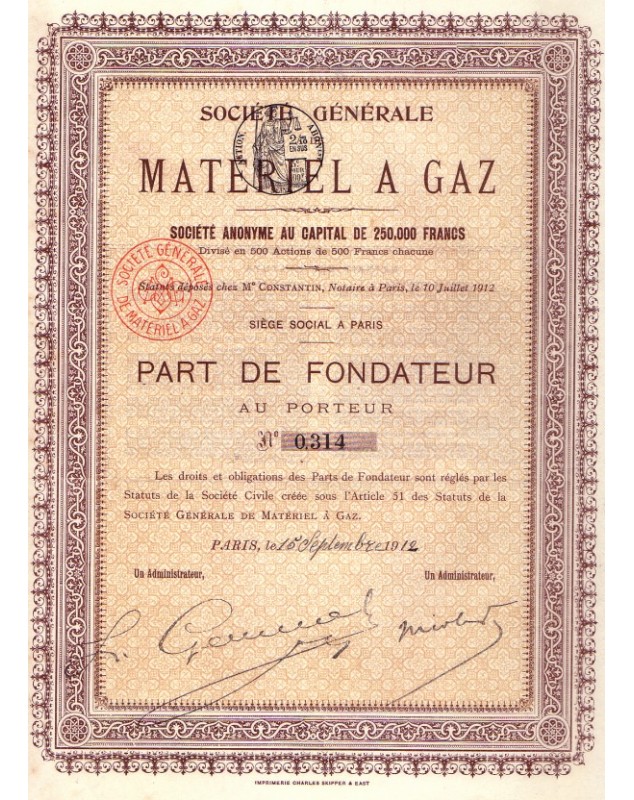 SOCIÉTÉ GÉNÉRALE
MATÉRIEL A GAZ
SOCIÉTÉ ANONYME AU CAPITAL DE 250,000 FRANCS
Divisé en 500 Actions de 500 Francs chacune
SOCIÉTÉ GÉNÉRALE
DE MATÉRIEL A GAZ
Statuts déposés chez Me CONSTANTIN, Notaire à Paris, le 10 Juillet 1912
SIÈGE SOCIAL A PARIS
PART DE FONDATEUR
AU PORTEUR
No 0.314
Les droits et obligations des Parts de Fondateur sont réglés par les
Statuts de la Société Civile créée sous l'Article 51 des Statuts de la
SOCIÉTÉ GÉNÉRALE DE MATÉRIEL À GAZ.
PARIS, le 15 Septembre 1912
Un Administrateur,
Un Administrateur,
IMPRIMERIE CHARLES SKIPPER & EAST